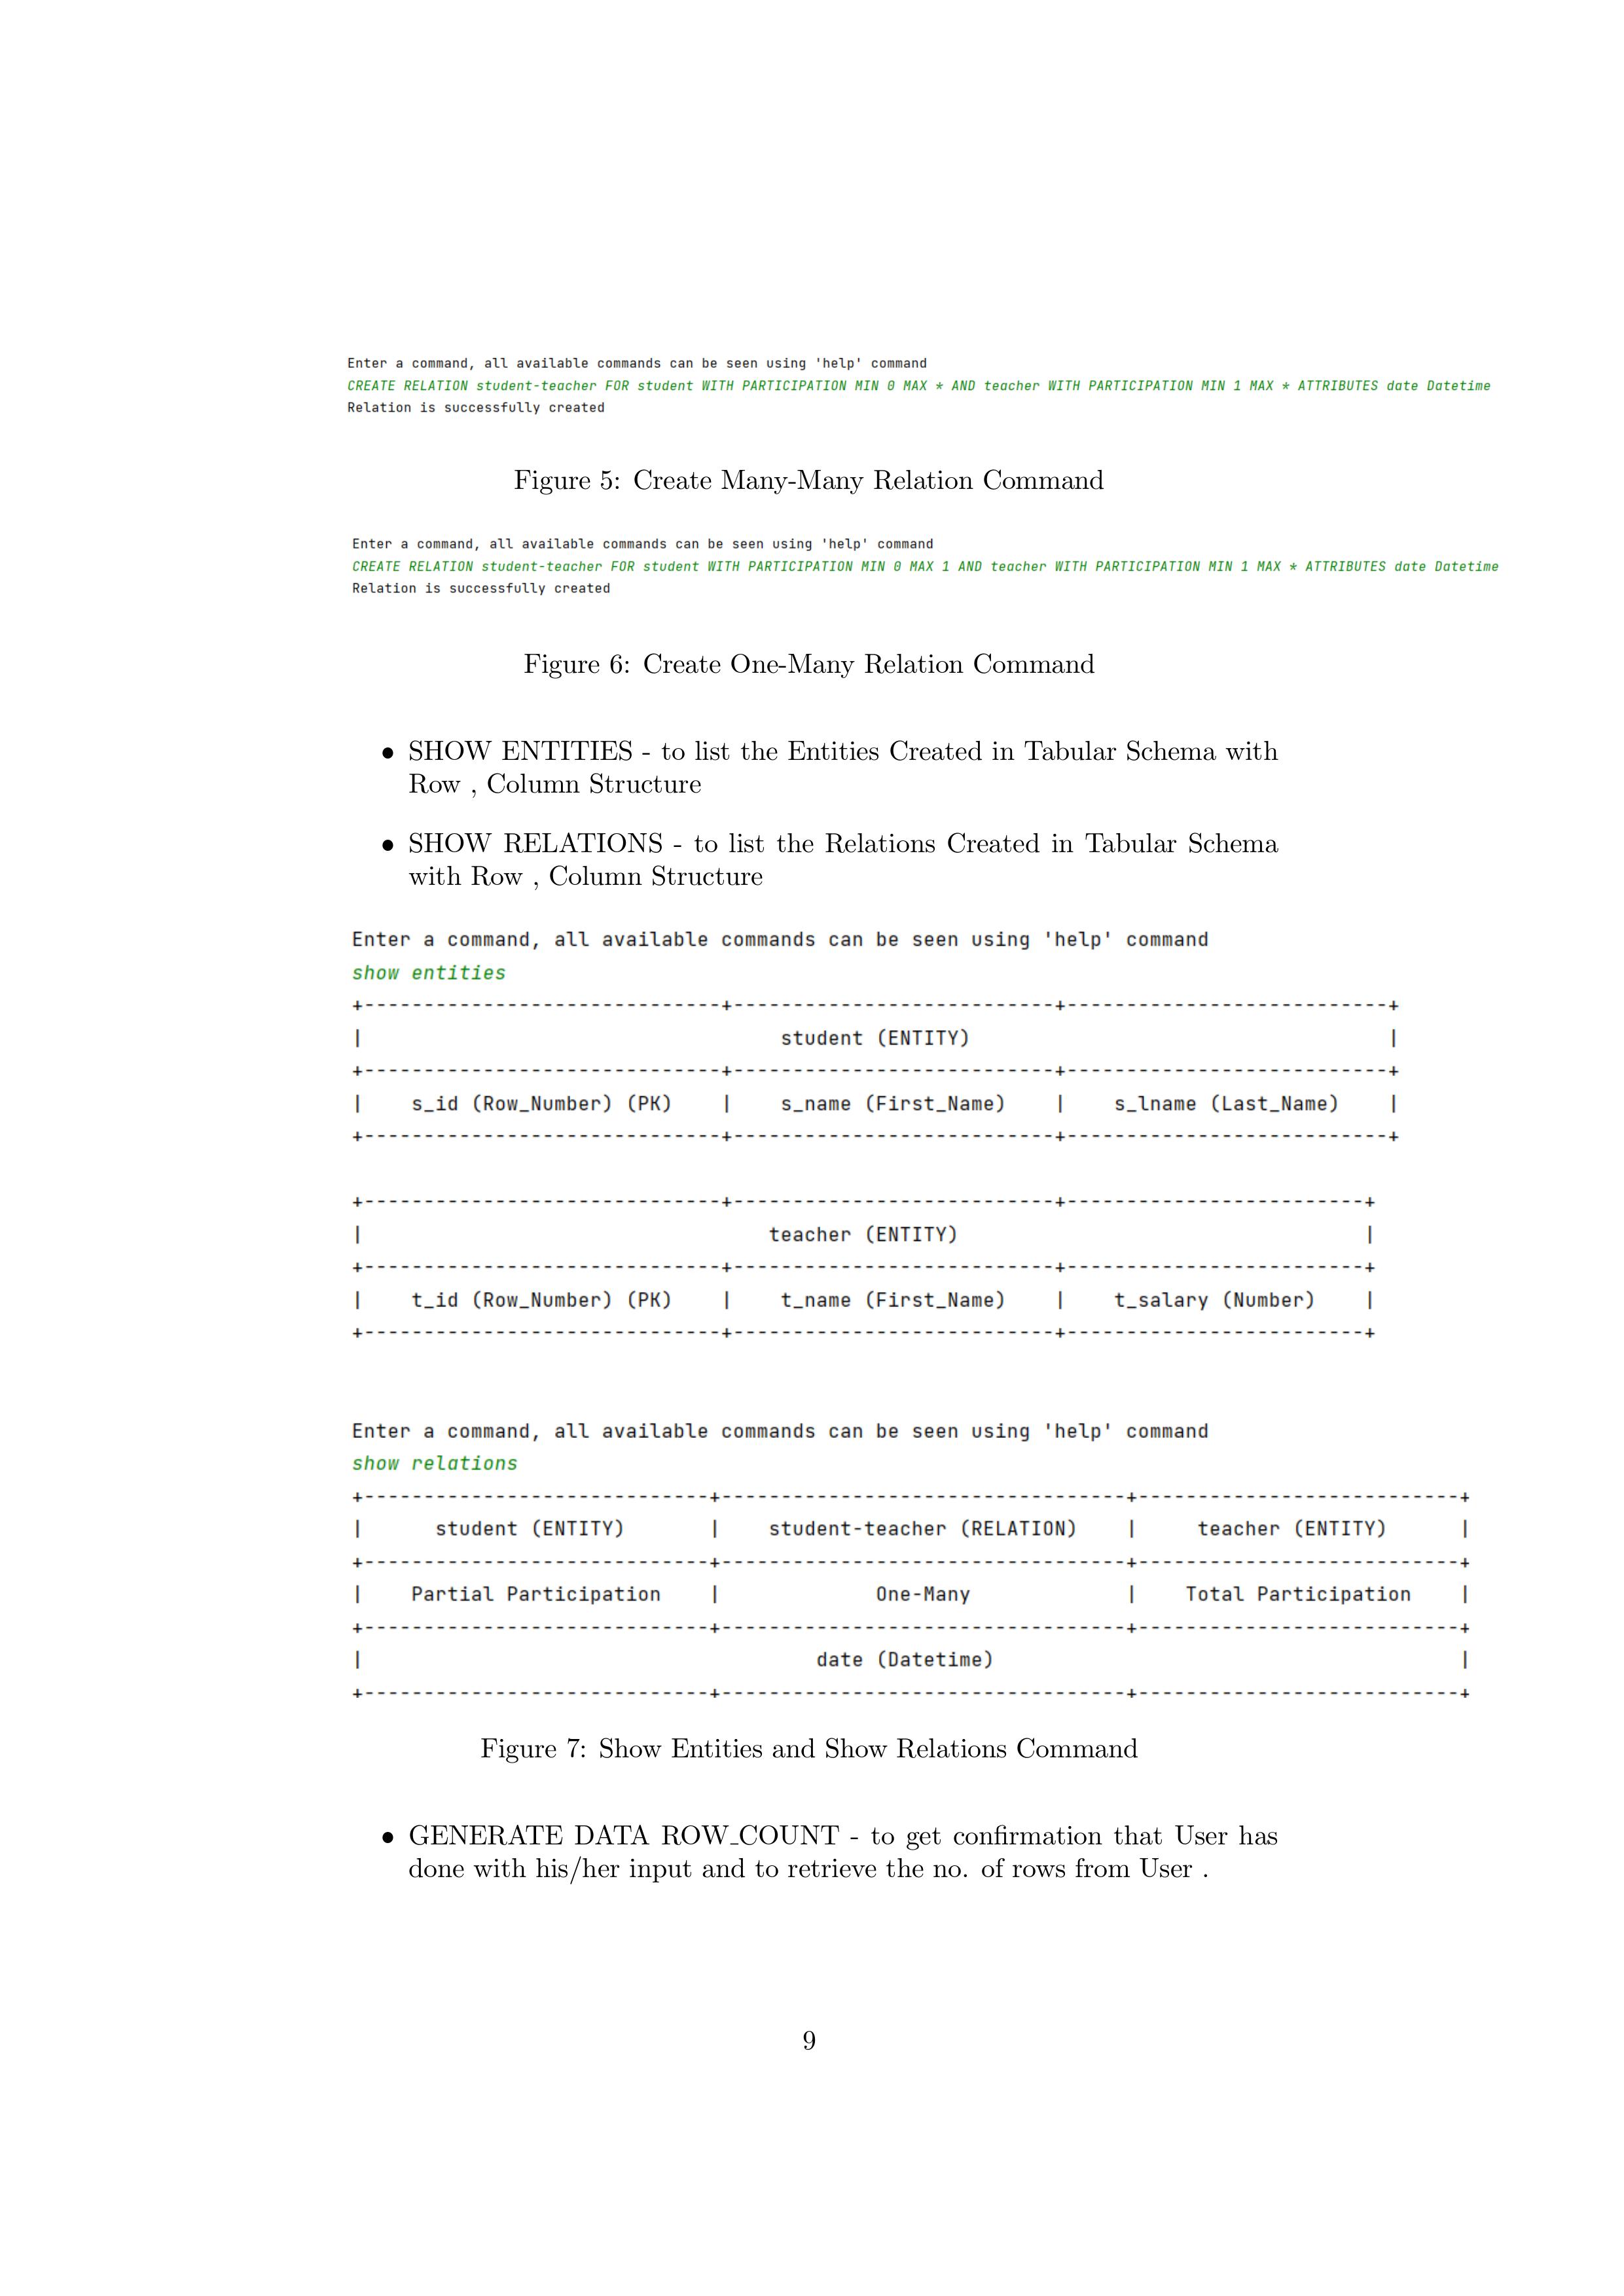 Enter a command, all available commands can be seen using 'help' command
CREATE RELATION student-teacher FOR student WITH PARTICIPATION MIN 0 MAX * AND teacher WITH PARTICIPATION MIN 1 MAX * ATTRIBUTES date Datetime
Relation is successfully created
Figure 5: Create Many-Many Relation Command
Enter a command, all available commands can be seen using 'help' command
CREATE RELATION student-teacher FOR student WITH PARTICIPATION MIN 0 MAX 1 AND teacher WITH PARTICIPATION MIN 1 MAX * ATTRIBUTES date Datetime
Relation is successfully created
Figure 6: Create One-Many Relation Command
• SHOW ENTITIES - to list the Entities Created in Tabular Schema with
Row , Column Structure
• SHOW RELATIONS - to list the Relations Created in Tabular Schema
with Row , Column Structure
Enter a command, all available commands can be seen using 'help' command
show entities
+------------------------------+---------------------------+---------------------------+
| student (ENTITY) |
+------------------------------+---------------------------+---------------------------+
| s_id (Row_Number) (PK) | s_name (First_Name) | s_lname (Last_Name) |
+------------------------------+---------------------------+---------------------------+
+------------------------------+---------------------------+-------------------------+
| teacher (ENTITY) |
+------------------------------+---------------------------+-------------------------+
| t_id (Row_Number) (PK) | t_name (First_Name) | t_salary (Number) |
+------------------------------+---------------------------+-------------------------+
Enter a command, all available commands can be seen using 'help' command
show relations
+-----------------------------+----------------------------------+---------------------------+
| student (ENTITY) | student-teacher (RELATION) | teacher (ENTITY) |
+-----------------------------+----------------------------------+---------------------------+
| Partial Participation | One-Many | Total Participation |
+-----------------------------+----------------------------------+---------------------------+
| date (Datetime) |
+-----------------------------+----------------------------------+---------------------------+
Figure 7: Show Entities and Show Relations Command
• GENERATE DATA ROW_COUNT - to get confirmation that User has
done with his/her input and to retrieve the no. of rows from User .
9